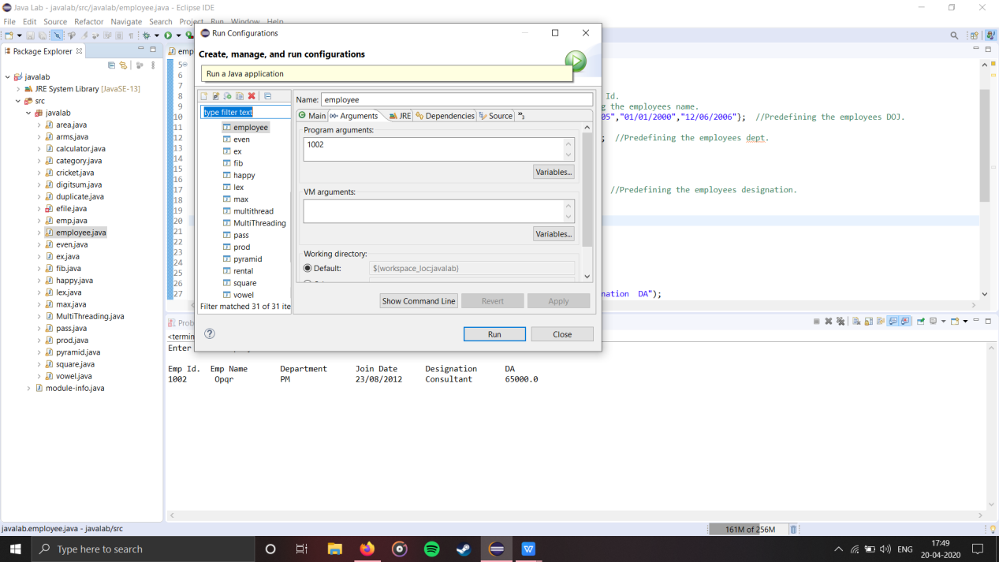 Java Lab - javalab/src/javalab/employee.java - Eclipse IDE
File Edit Source Refactor Navigate Search Project Run Window Help
Package Explorer
javalab
JRE System Library [JavaSE-13]
src
javalab
area.java
arms.java
calculator.java
category.java
cricket.java
digitsum.java
duplicate.java
efile.java
emp.java
employee.java
even.java
ex.java
fib.java
happy.java
lex.java
max.java
MultiThreading.java
pass.java
prod.java
pyramid.java
square.java
vowel.java
module-info.java
emp
5
6
7
8 Id.
9 g the employees name.
10 05","01/01/2000","12/06/2006"}; //Predefining the employees DOJ.
11
12 ; //Predefining the employees dept.
13
14
15
16
17 //Predefining the employees designation.
18
19
20
21
22
23
24
25
26
27 nation DA");
Run Configurations
Create, manage, and run configurations
Run a Java application
type filter text
employee
even
ex
fib
happy
lex
max
multithread
MultiThreading
pass
prod
pyramid
rental
square
vowel
Filter matched 31 of 31 ite
Name: employee
Main Arguments JRE Dependencies Source »3
Program arguments:
1002
Variables...
VM arguments:
Variables...
Working directory:
Default: ${workspace_loc:javalab}
Show Command Line Revert Apply
Run Close
Prob
<termin
Enter
Emp Id. Emp Name Department Join Date Designation DA
1002 Opqr PM 23/08/2012 Consultant 65000.0
javalab.employee.java - javalab/src
161M of 256M
Type here to search
ENG
17:49
20-04-2020